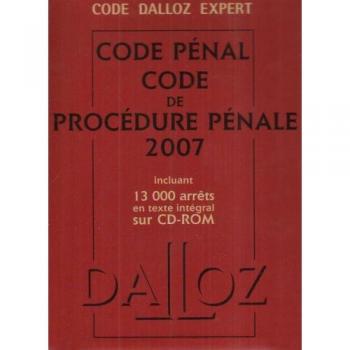 CODE DALLOZ EXPERT
CODE PÉNAL
CODE
DE
PROCÉDURE PÉNALE
2007
incluant
13 000 arrêts
en texte intégral
sur CD-ROM
DALLOZ